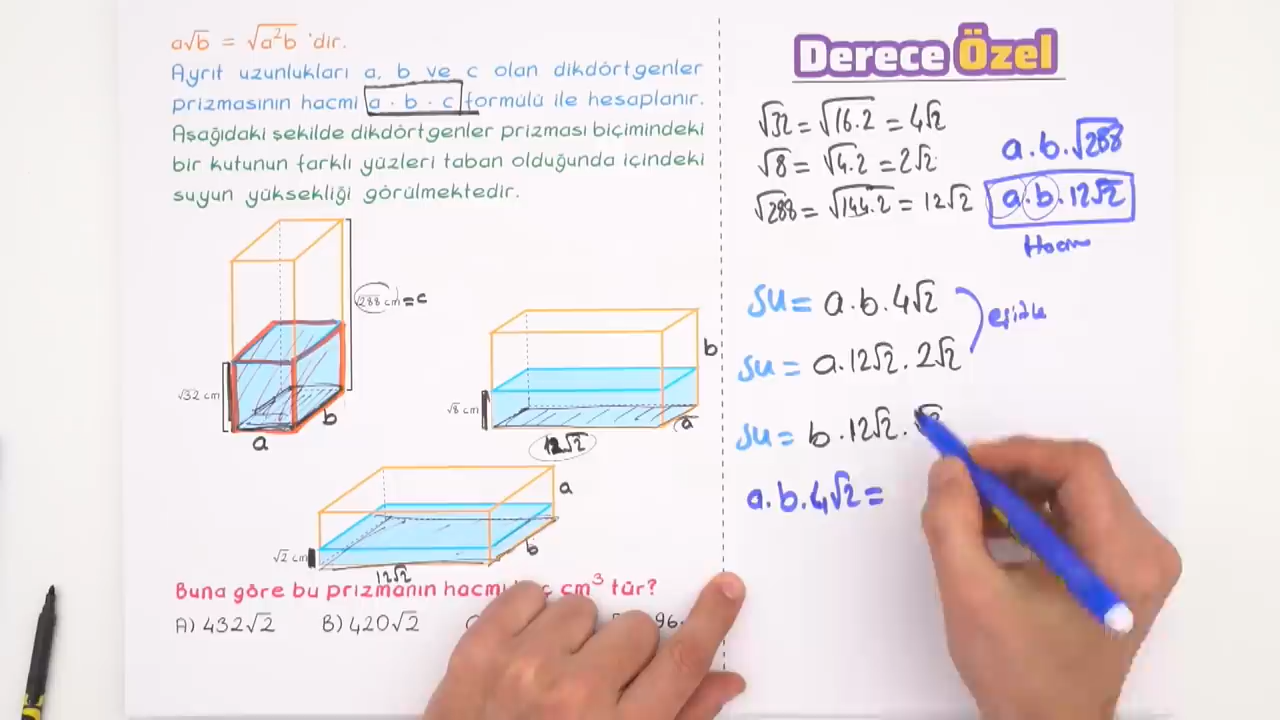 a√b = √a²b 'dir.
Ayrıt uzunlukları a, b ve c olan dikdörtgenler
prizmasının hacmi a · b · c formülü ile hesaplanır.
Aşağıdaki şekilde dikdörtgenler prizması biçimindeki
bir kutunun farklı yüzleri taban olduğunda içindeki
suyun yüksekliği görülmektedir.
√288 cm = c
√32 cm
a
b
√8 cm
12√2
a
b
√2 cm
12√2
b
a
Buna göre bu prizmanın hacmi cm³ tür?
A) 432√2 B) 420√2
96
Derece Özel
√32 = √16.2 = 4√2
√8 = √4.2 = 2√2
√288 = √144.2 = 12√2
a.b.√288
a.b.12√2
Hacm
su = a.b.4√2
su = a.12√2.2√2
su = b.12√2.√2
a.b.4√2 =